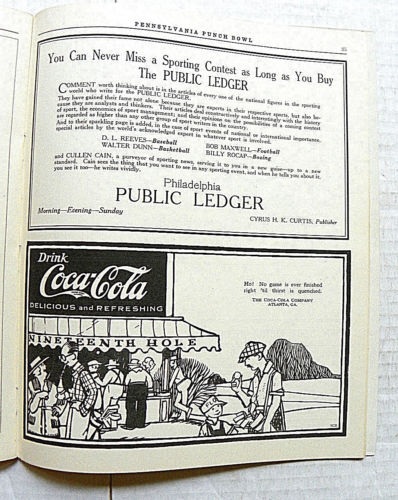 PENNSYLVANIA PUNCH BOWL
35
You Can Never Miss a Sporting Contest as Long as You Buy
The PUBLIC LEDGER
COMMENT worth thinking about is in the articles of every one of the national figures in the sporting
world who write for the PUBLIC LEDGER.
They have gained their fame not alone because they are experts in their respective sports, but also be-
cause they are analysts and thinkers. Their articles deal constructively and interestingly with the history
of sport, the economics of sport management, and their opinions on the possibilities of a coming contest
are regarded as higher than any other group of sport writers in the country.
And to their sparkling page is added, in the case of sport events of national or international importance,
special articles by the world's acknowledged expert in whatever sport is involved.
D. L. REEVES—Baseball
BOB MAXWELL—Football
WALTER DUNN—Basketball
BILLY ROCAP—Boxing
and CULLEN CAIN, a purveyor of sporting news, serving it to you in a new guise—up to a new
standard. Cain sees the thing that you want to see in any sporting event, and when he tells you about it,
you see it too—he writes vividly.
Philadelphia
PUBLIC LEDGER
Morning—Evening—Sunday
CYRUS H. K. CURTIS, Publisher
Drink
Coca-Cola
DELICIOUS and REFRESHING
NINETEENTH HOLE
Ho! No game is ever finished
right 'til thirst is quenched.
THE COCA-COLA COMPANY
ATLANTA, GA.